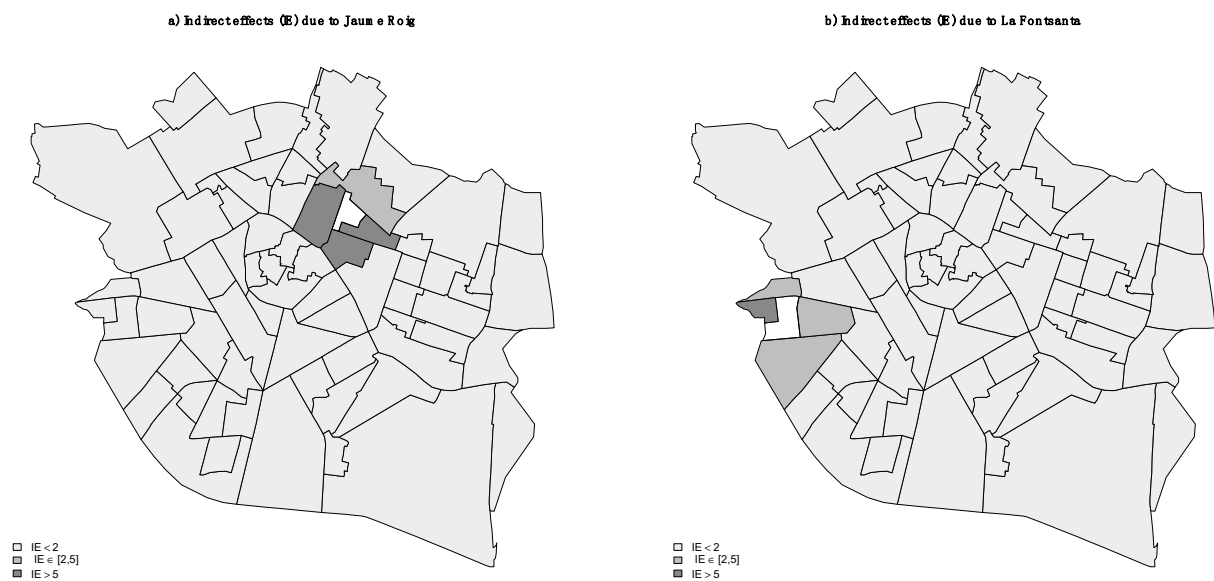 a) Indirect effects (IE) due to Jaume Roig
b) Indirect effects (IE) due to La Fontsanta
IE < 2
IE ∈ [2,5]
IE > 5
IE < 2
IE ∈ [2,5]
IE > 5